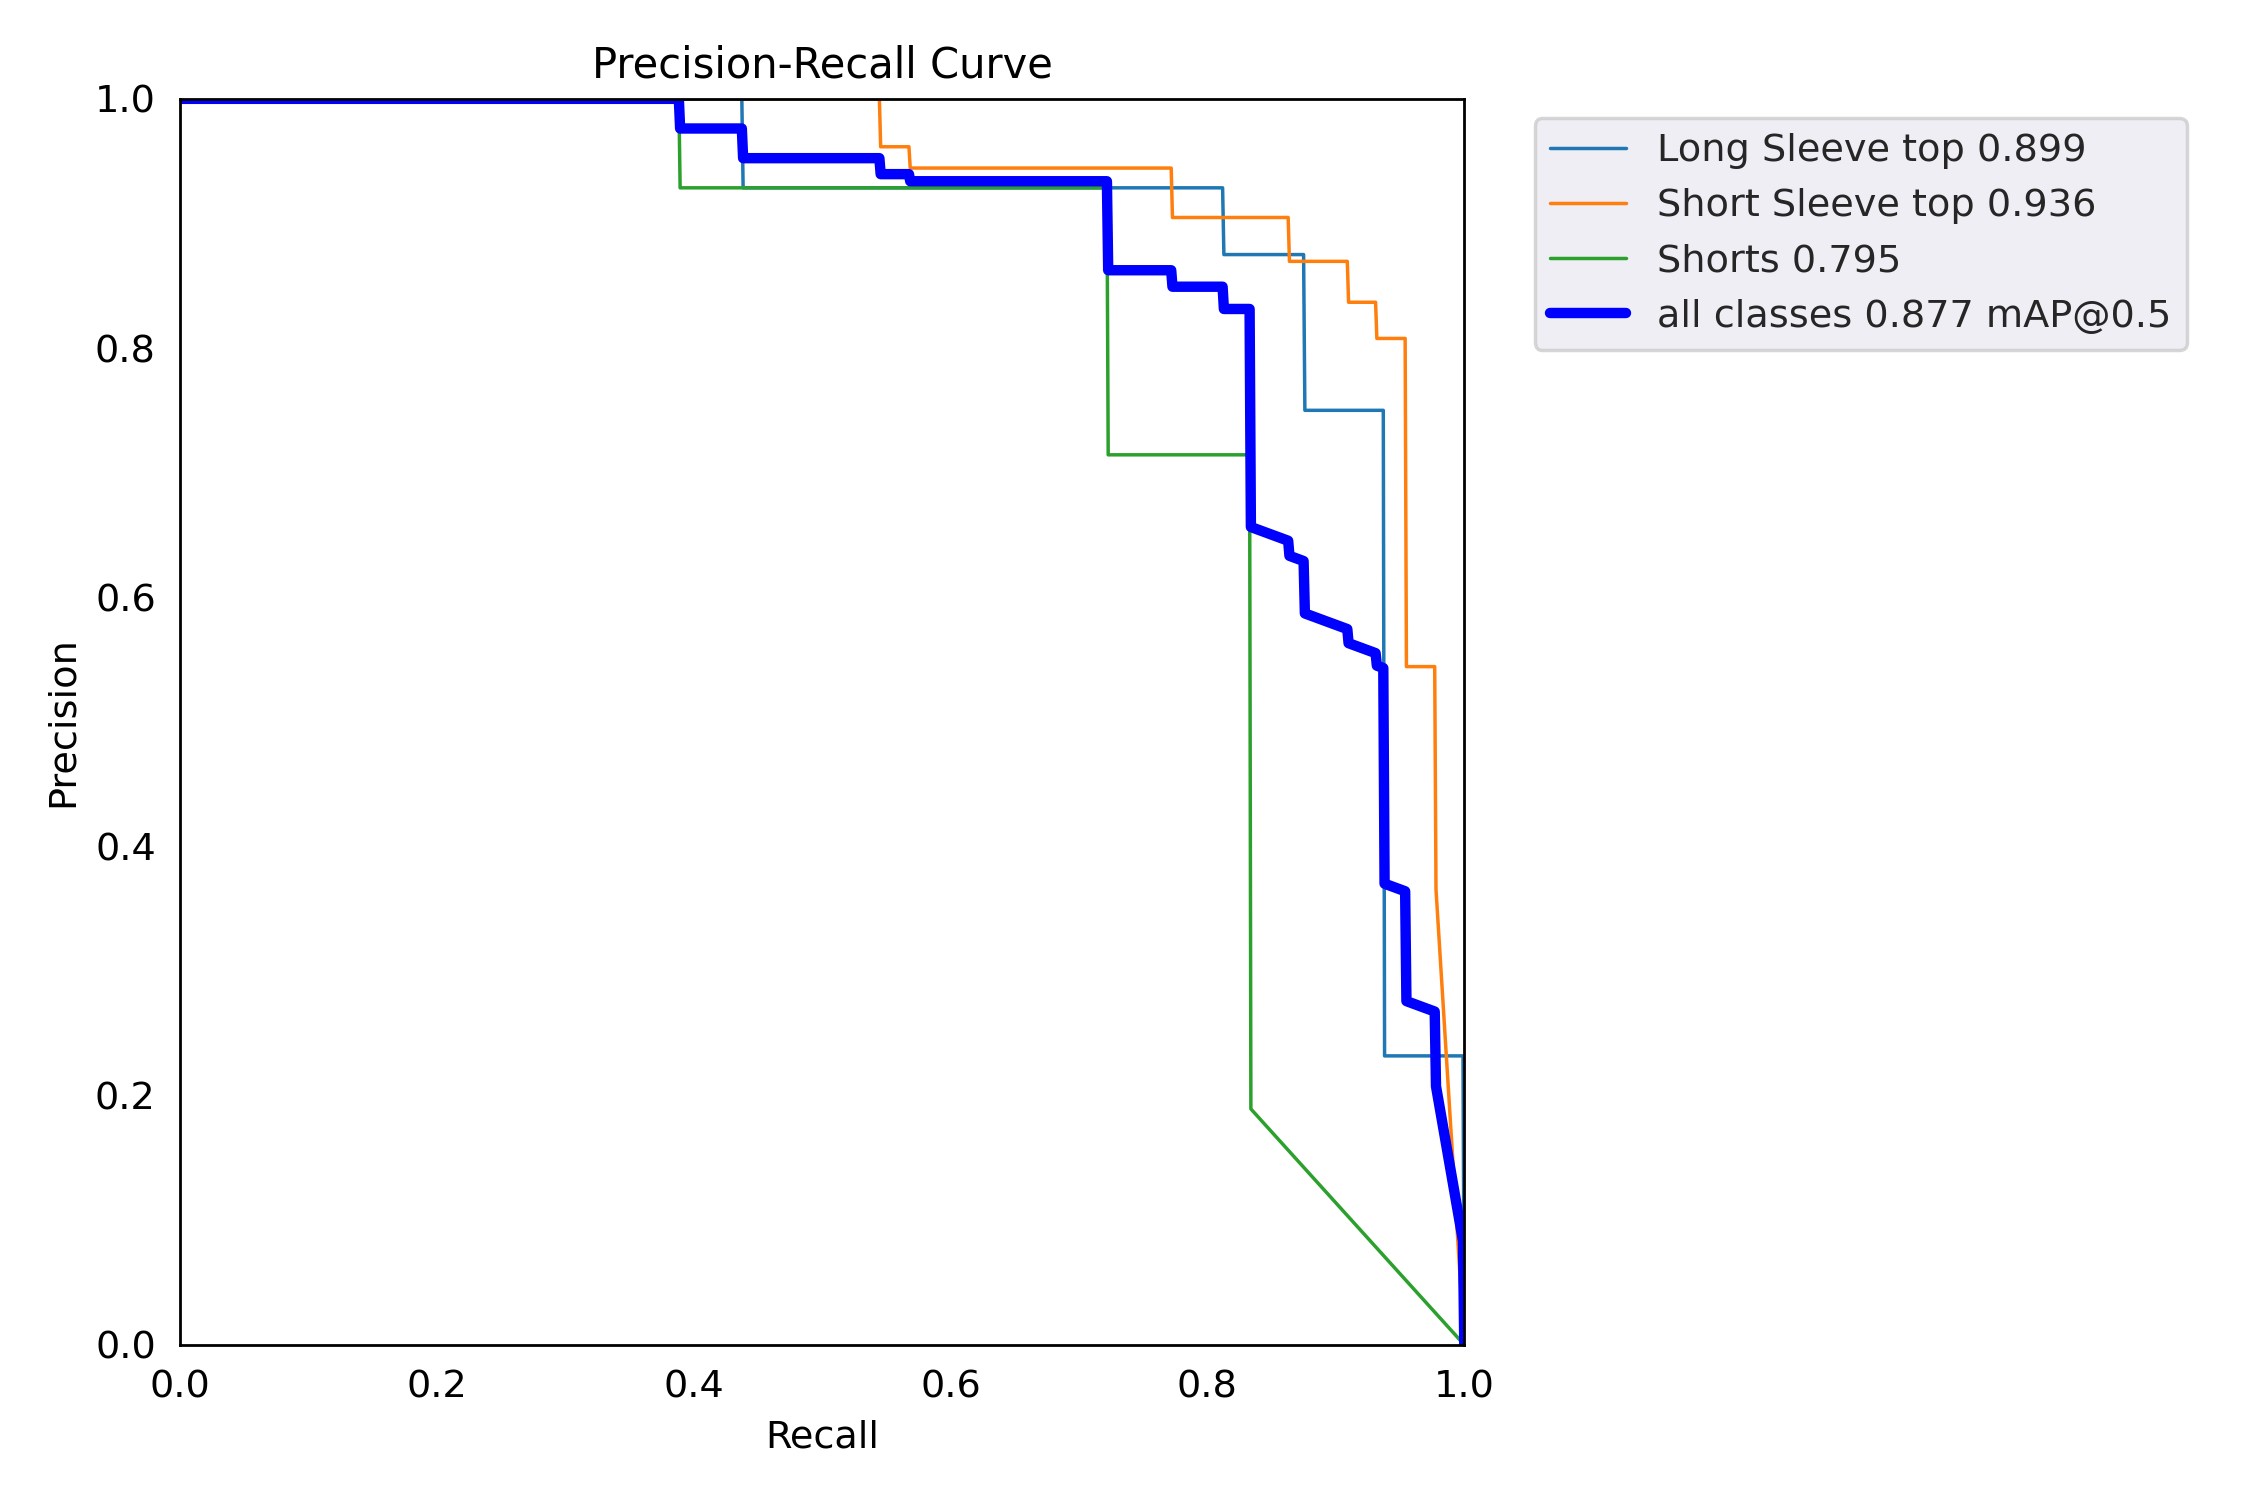 Precision-Recall Curve
1.0
0.8
0.6
0.4
0.2
0.0
Precision
0.0 0.2 0.4 0.6 0.8 1.0
Recall
Long Sleeve top 0.899
Short Sleeve top 0.936
Shorts 0.795
all classes 0.877 mAP@0.5